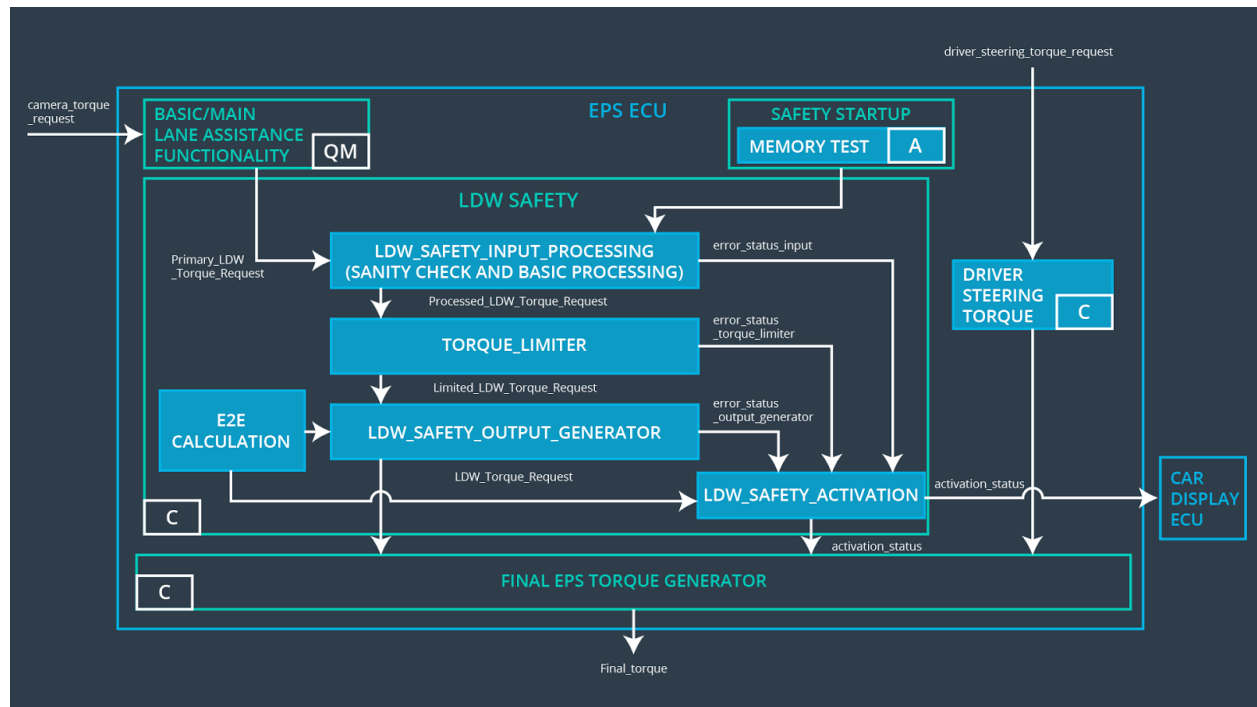 driver_steering_torque_request
camera_torque
_request
EPS ECU
BASIC/MAIN
LANE ASSISTANCE
FUNCTIONALITY
QM
SAFETY STARTUP
MEMORY TEST
A
LDW SAFETY
Primary_LDW
_Torque_Request
LDW_SAFETY_INPUT_PROCESSING
(SANITY CHECK AND BASIC PROCESSING)
error_status_input
DRIVER
STEERING
TORQUE
C
Processed_LDW_Torque_Request
TORQUE_LIMITER
error_status
_torque_limiter
Limited_LDW_Torque_Request
E2E
CALCULATION
LDW_SAFETY_OUTPUT_GENERATOR
error_status
_output_generator
LDW_Torque_Request
LDW_SAFETY_ACTIVATION
activation_status
CAR
DISPLAY
ECU
C
activation_status
FINAL EPS TORQUE GENERATOR
C
Final_torque